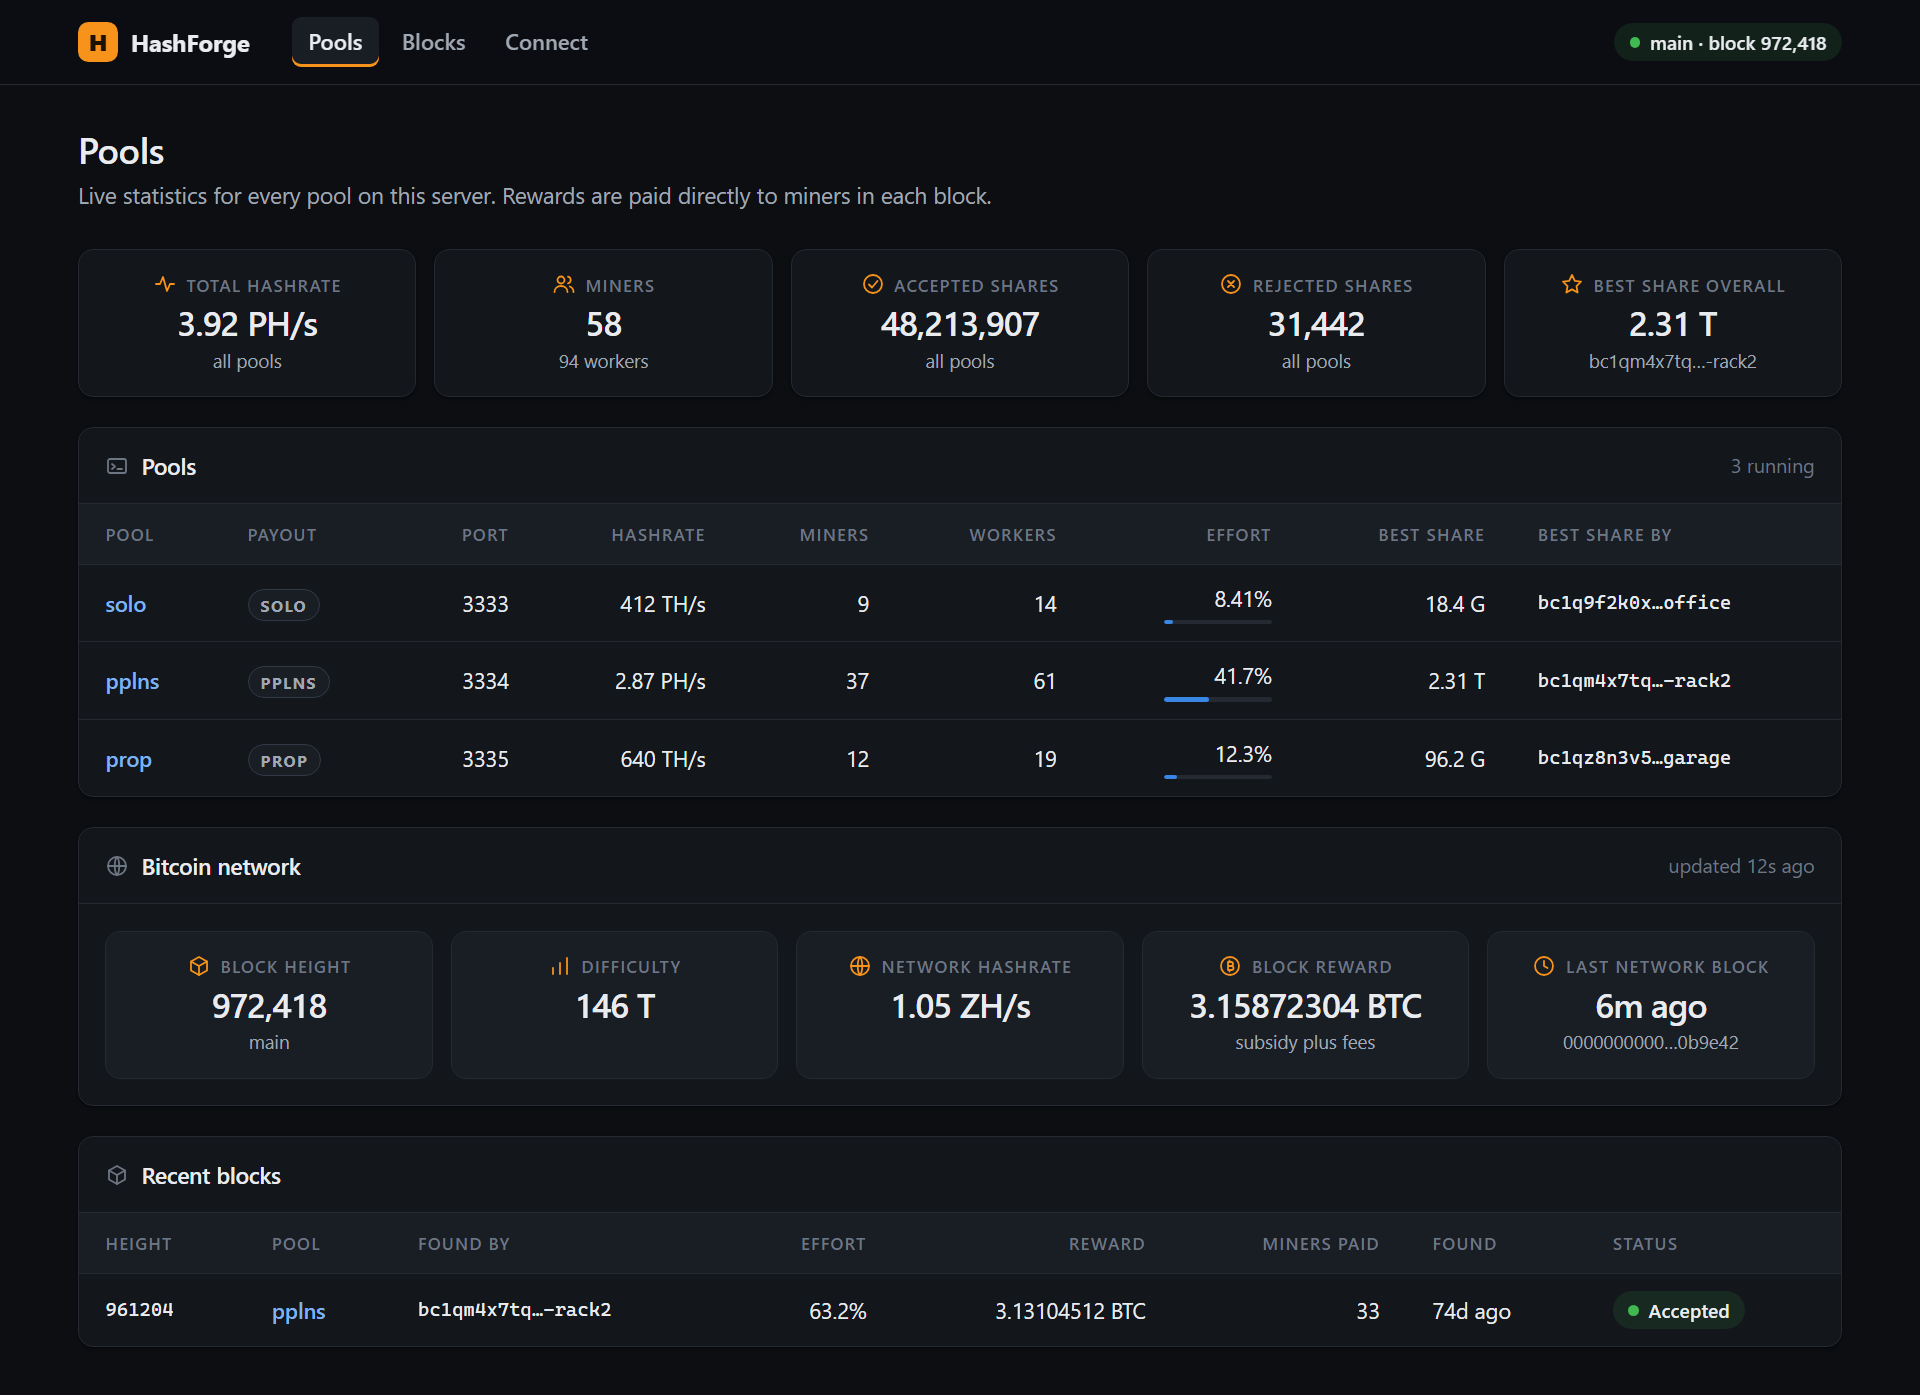 H HashForge Pools Blocks Connect main · block 972,418
Pools
Live statistics for every pool on this server. Rewards are paid directly to miners in each block.
TOTAL HASHRATE
3.92 PH/s
all pools
MINERS
58
94 workers
ACCEPTED SHARES
48,213,907
all pools
REJECTED SHARES
31,442
all pools
BEST SHARE OVERALL
2.31 T
bc1qm4x7tq...-rack2
Pools 3 running
POOL PAYOUT PORT HASHRATE MINERS WORKERS EFFORT BEST SHARE BEST SHARE BY
solo SOLO 3333 412 TH/s 9 14 8.41% 18.4 G bc1q9f2k0x…office
pplns PPLNS 3334 2.87 PH/s 37 61 41.7% 2.31 T bc1qm4x7tq…-rack2
prop PROP 3335 640 TH/s 12 19 12.3% 96.2 G bc1qz8n3v5…garage
Bitcoin network updated 12s ago
BLOCK HEIGHT
972,418
main
DIFFICULTY
146 T
NETWORK HASHRATE
1.05 ZH/s
BLOCK REWARD
3.15872304 BTC
subsidy plus fees
LAST NETWORK BLOCK
6m ago
0000000000...0b9e42
Recent blocks
HEIGHT POOL FOUND BY EFFORT REWARD MINERS PAID FOUND STATUS
961204 pplns bc1qm4x7tq…-rack2 63.2% 3.13104512 BTC 33 74d ago Accepted